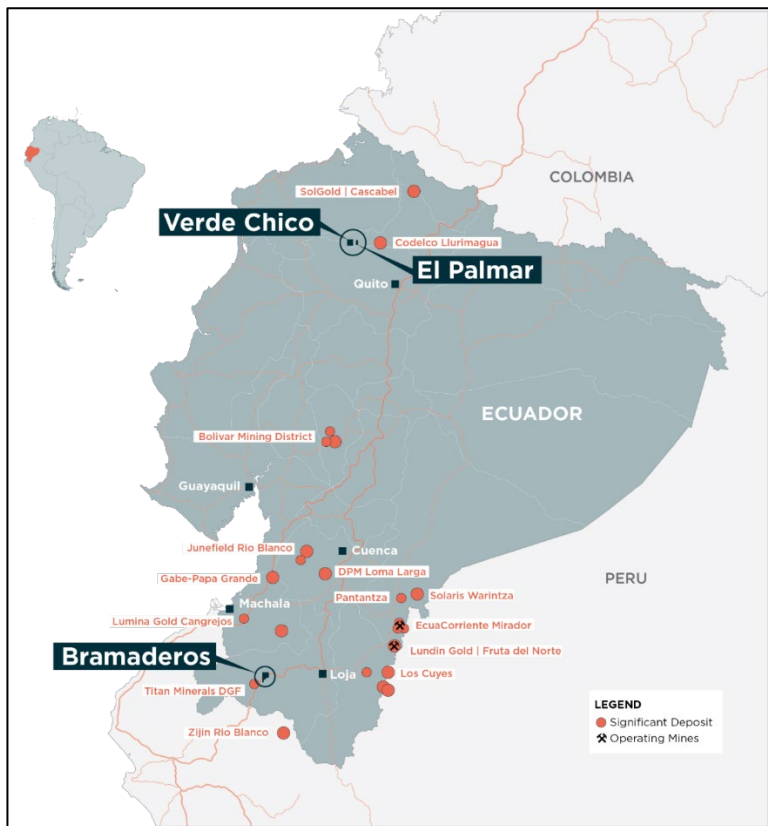 COLOMBIA
SolGold | Cascabel
Verde Chico
Codelco Llurimagua
El Palmar
Quito
ECUADOR
Bolivar Mining District
Guayaquil
Junefield Rio Blanco
Cuenca
DPM Loma Larga
Gabe-Papa Grande
PERU
Pantantza
Solaris Warintza
Machala
Lumina Gold Cangrejos
EcuaCorriente Mirador
Lundin Gold | Fruta del Norte
Bramaderos
Loja
Los Cuyes
Titan Minerals DGF
Zijin Rio Blanco
LEGEND
Significant Deposit
Operating Mines